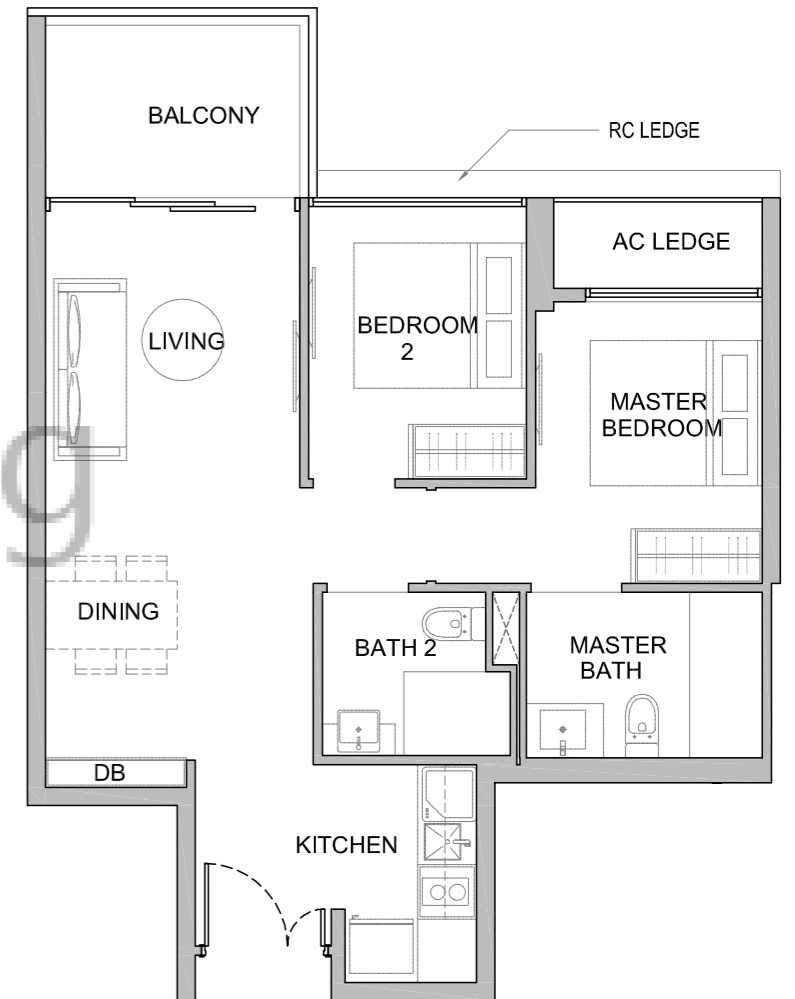 BALCONY
RC LEDGE
AC LEDGE
LIVING
BEDROOM
2
MASTER
BEDROOM
g
DINING
BATH 2
MASTER
BATH
DB
KITCHEN